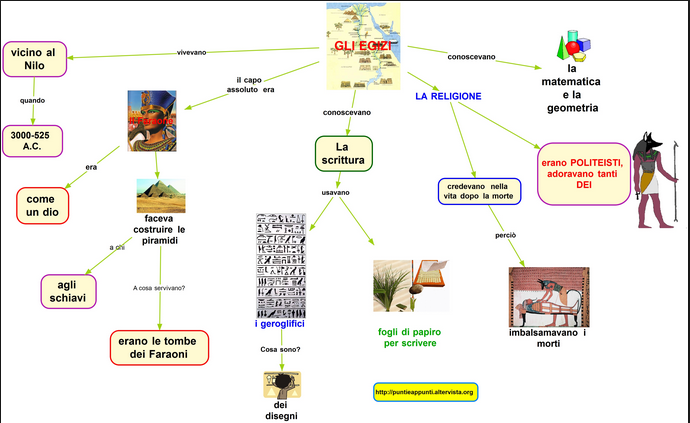 GLI EGIZI
vivevano
vicino al
Nilo
quando
3000-525
A.C.
il capo
assoluto era
era
come
un dio
faceva
costruire le
piramidi
a chi
agli
schiavi
A cosa servivano?
erano le tombe
dei Faraoni
conoscevano
La
scrittura
usavano
i geroglifici
Cosa sono?
dei
disegni
fogli di papiro
per scrivere
LA RELIGIONE
credevano nella
vita dopo la morte
perciò
imbalsamavano i
morti
erano POLITEISTI,
adoravano tanti
DEI
conoscevano
la
matematica
e la
geometria
http://puntieappunti.altervista.org